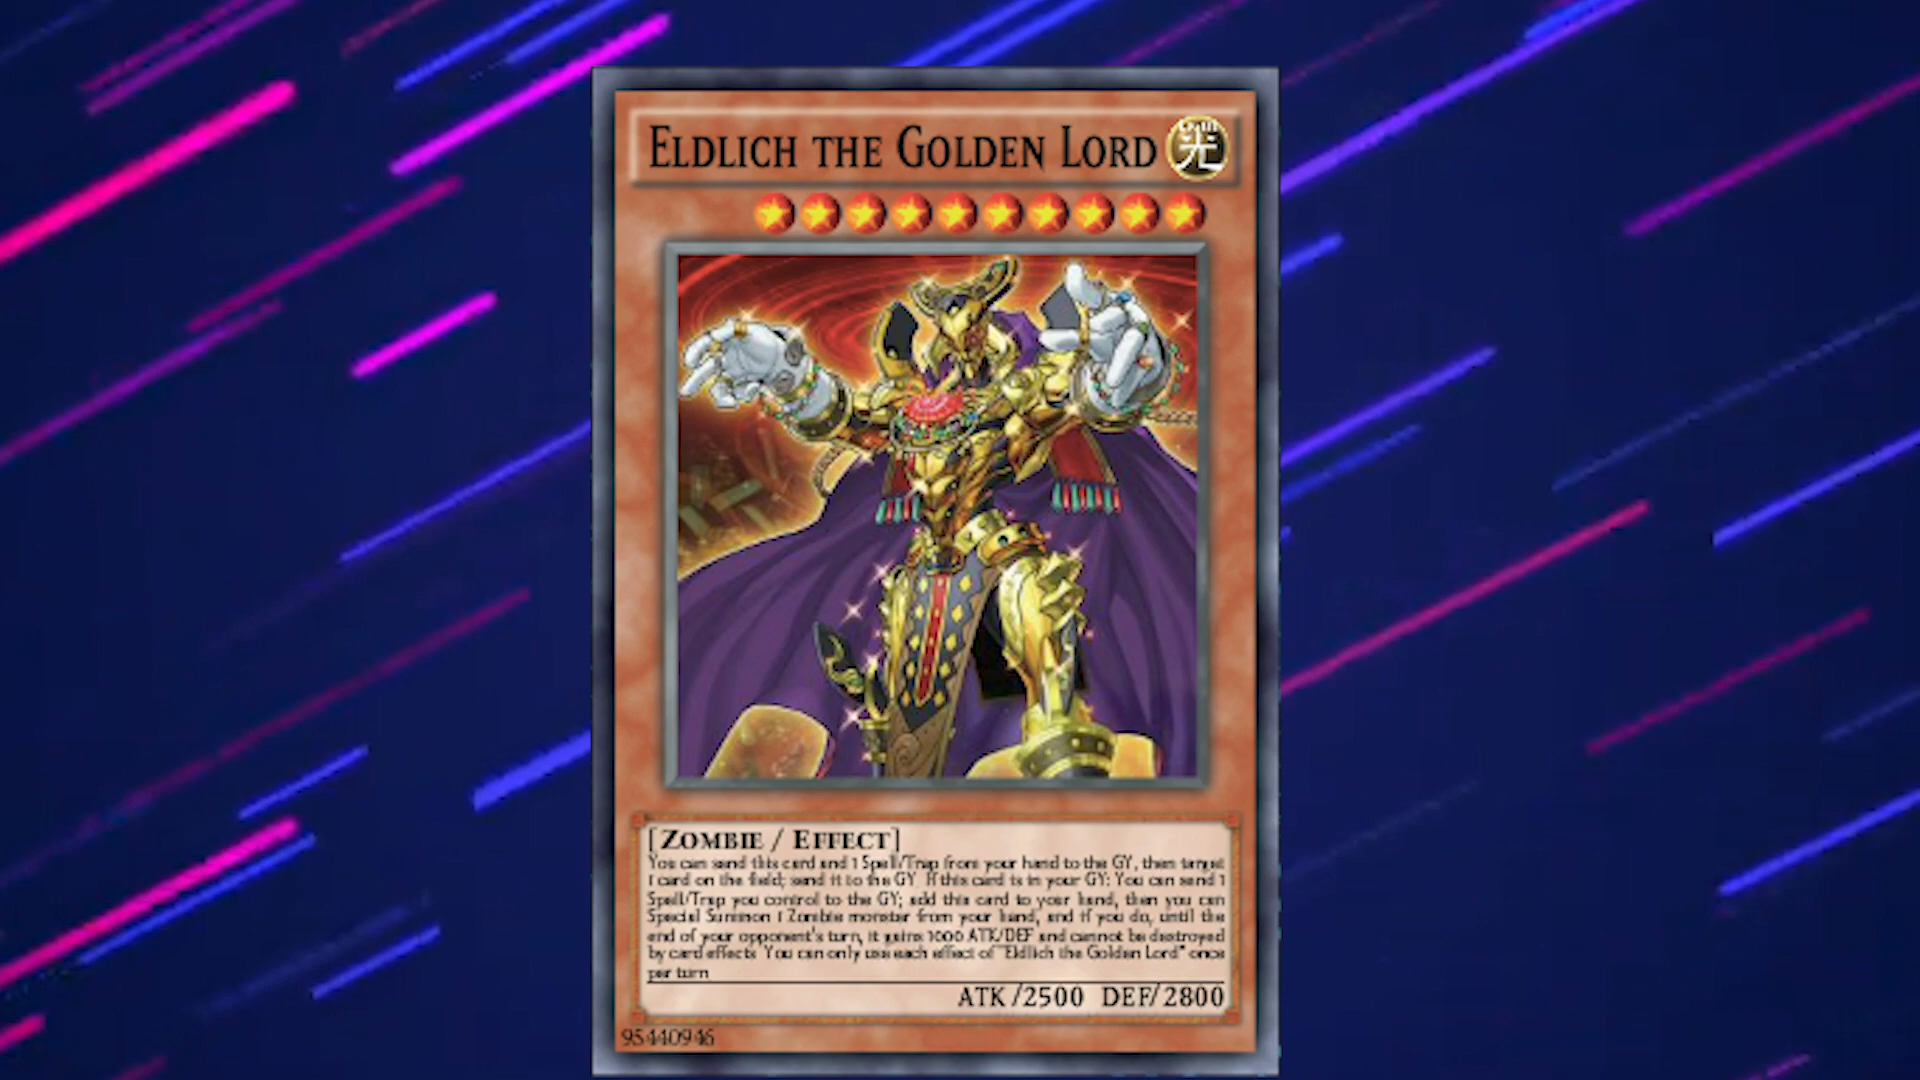 ELDLICH THE GOLDEN LORD
光
[ZOMBIE / EFFECT]
You can send this card and 1 Spell/Trap from your hand to the GY, then target
1 card on the field; send it to the GY. If this card is in your GY: You can send 1
Spell/Trap you control to the GY; add this card to your hand, then you can
Special Summon 1 Zombie monster from your hand, and if you do, until the
end of your opponent's turn, it gains 1000 ATK/DEF and cannot be destroyed
by card effects. You can only use each effect of "Eldlich the Golden Lord" once
per turn
ATK/2500 DEF/2800
95440946